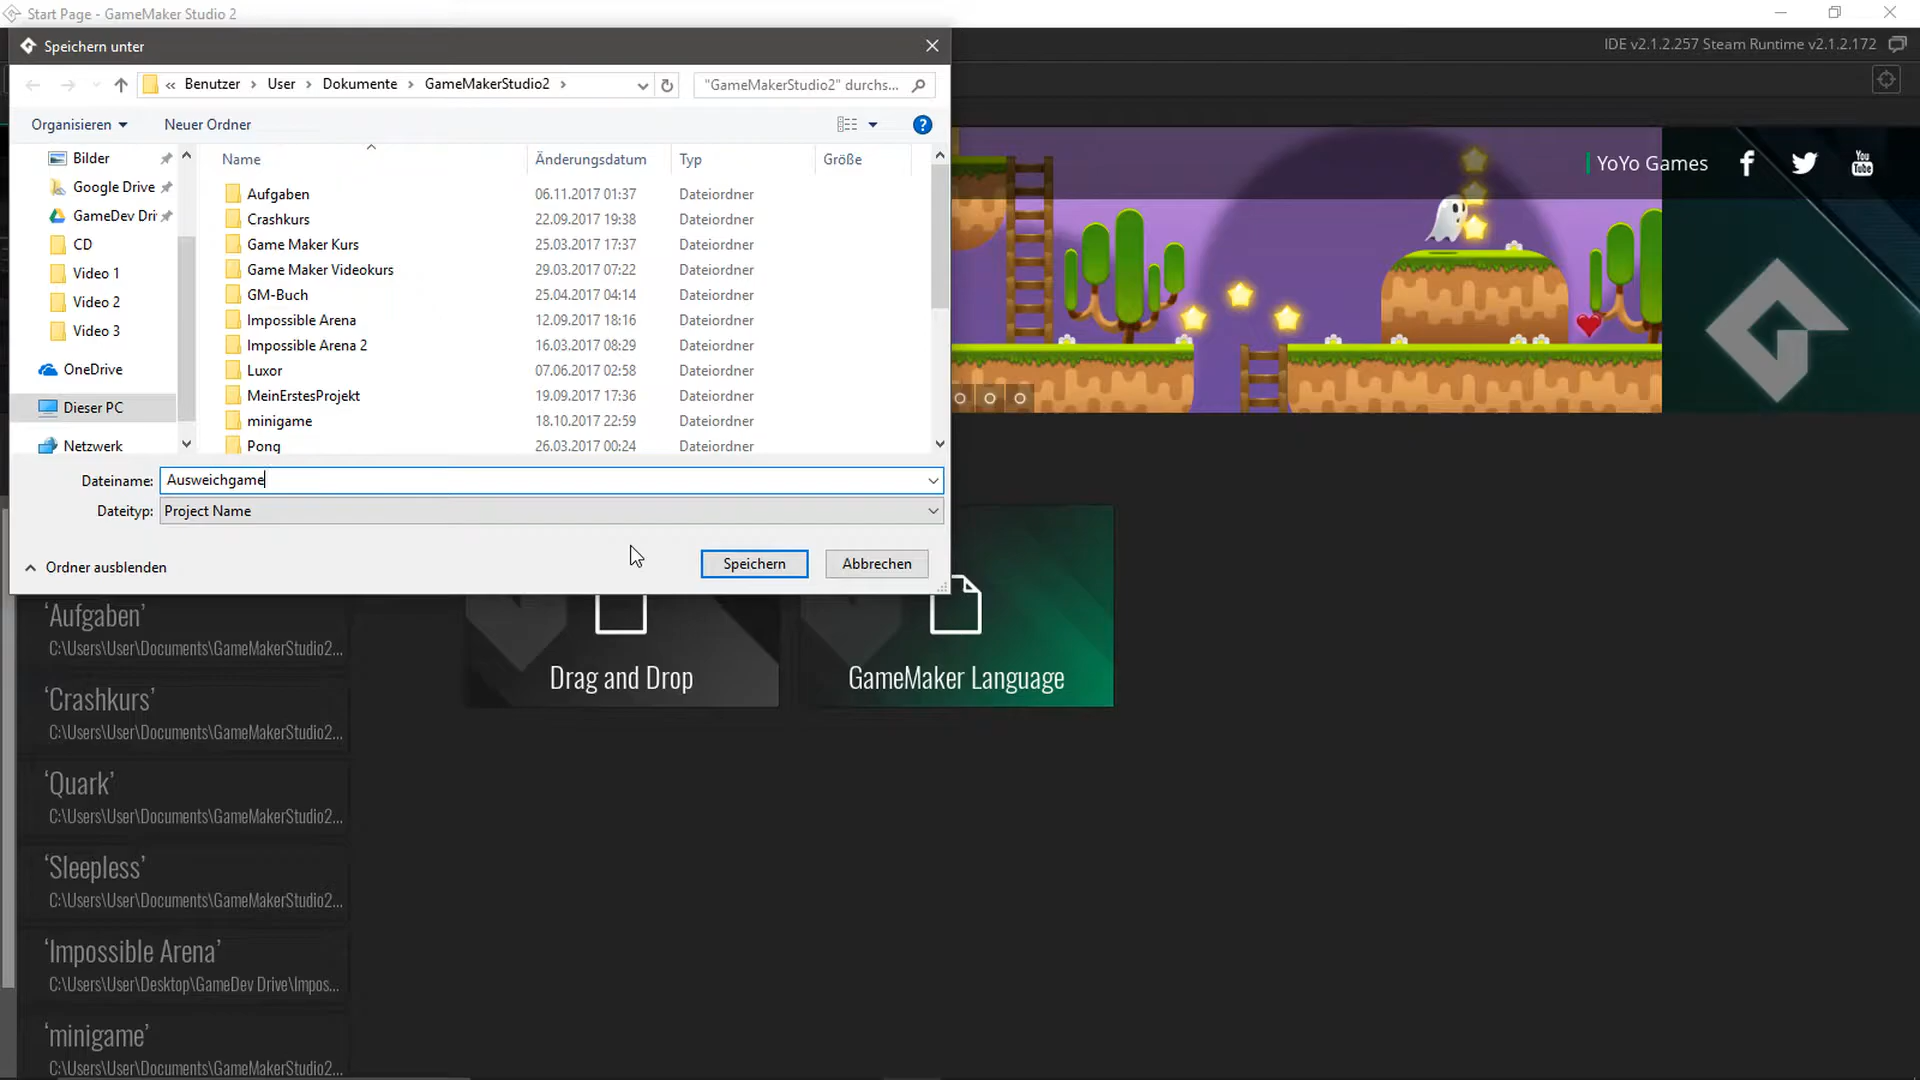 Start Page - GameMaker Studio 2
IDE v2.1.2.257 Steam Runtime v2.1.2.172
Speichern unter
« Benutzer › User › Dokumente › GameMakerStudio2 ›
"GameMakerStudio2" durchs...
Organisieren
Neuer Ordner
Bilder
Google Drive
GameDev Dri
CD
Video 1
Video 2
Video 3
OneDrive
Dieser PC
Netzwerk
Name Änderungsdatum Typ Größe
Aufgaben 06.11.2017 01:37 Dateiordner
Crashkurs 22.09.2017 19:38 Dateiordner
Game Maker Kurs 25.03.2017 17:37 Dateiordner
Game Maker Videokurs 29.03.2017 07:22 Dateiordner
GM-Buch 25.04.2017 04:14 Dateiordner
Impossible Arena 12.09.2017 18:16 Dateiordner
Impossible Arena 2 16.03.2017 08:29 Dateiordner
Luxor 07.06.2017 02:58 Dateiordner
MeinErstesProjekt 19.09.2017 17:36 Dateiordner
minigame 18.10.2017 22:59 Dateiordner
Pong 26.03.2017 00:24 Dateiordner
Dateiname: Ausweichgame
Dateityp: Project Name
Ordner ausblenden
Speichern
Abbrechen
YoYo Games
You Tube
Drag and Drop
GameMaker Language
'Aufgaben'
C:\Users\User\Documents\GameMakerStudio2...
'Crashkurs'
C:\Users\User\Documents\GameMakerStudio2...
'Quark'
C:\Users\User\Documents\GameMakerStudio2...
'Sleepless'
C:\Users\User\Documents\GameMakerStudio2...
'Impossible Arena'
C:\Users\User\Desktop\GameDev Drive\Impos...
'minigame'
C:\Users\User\Documents\GameMakerStudio2...